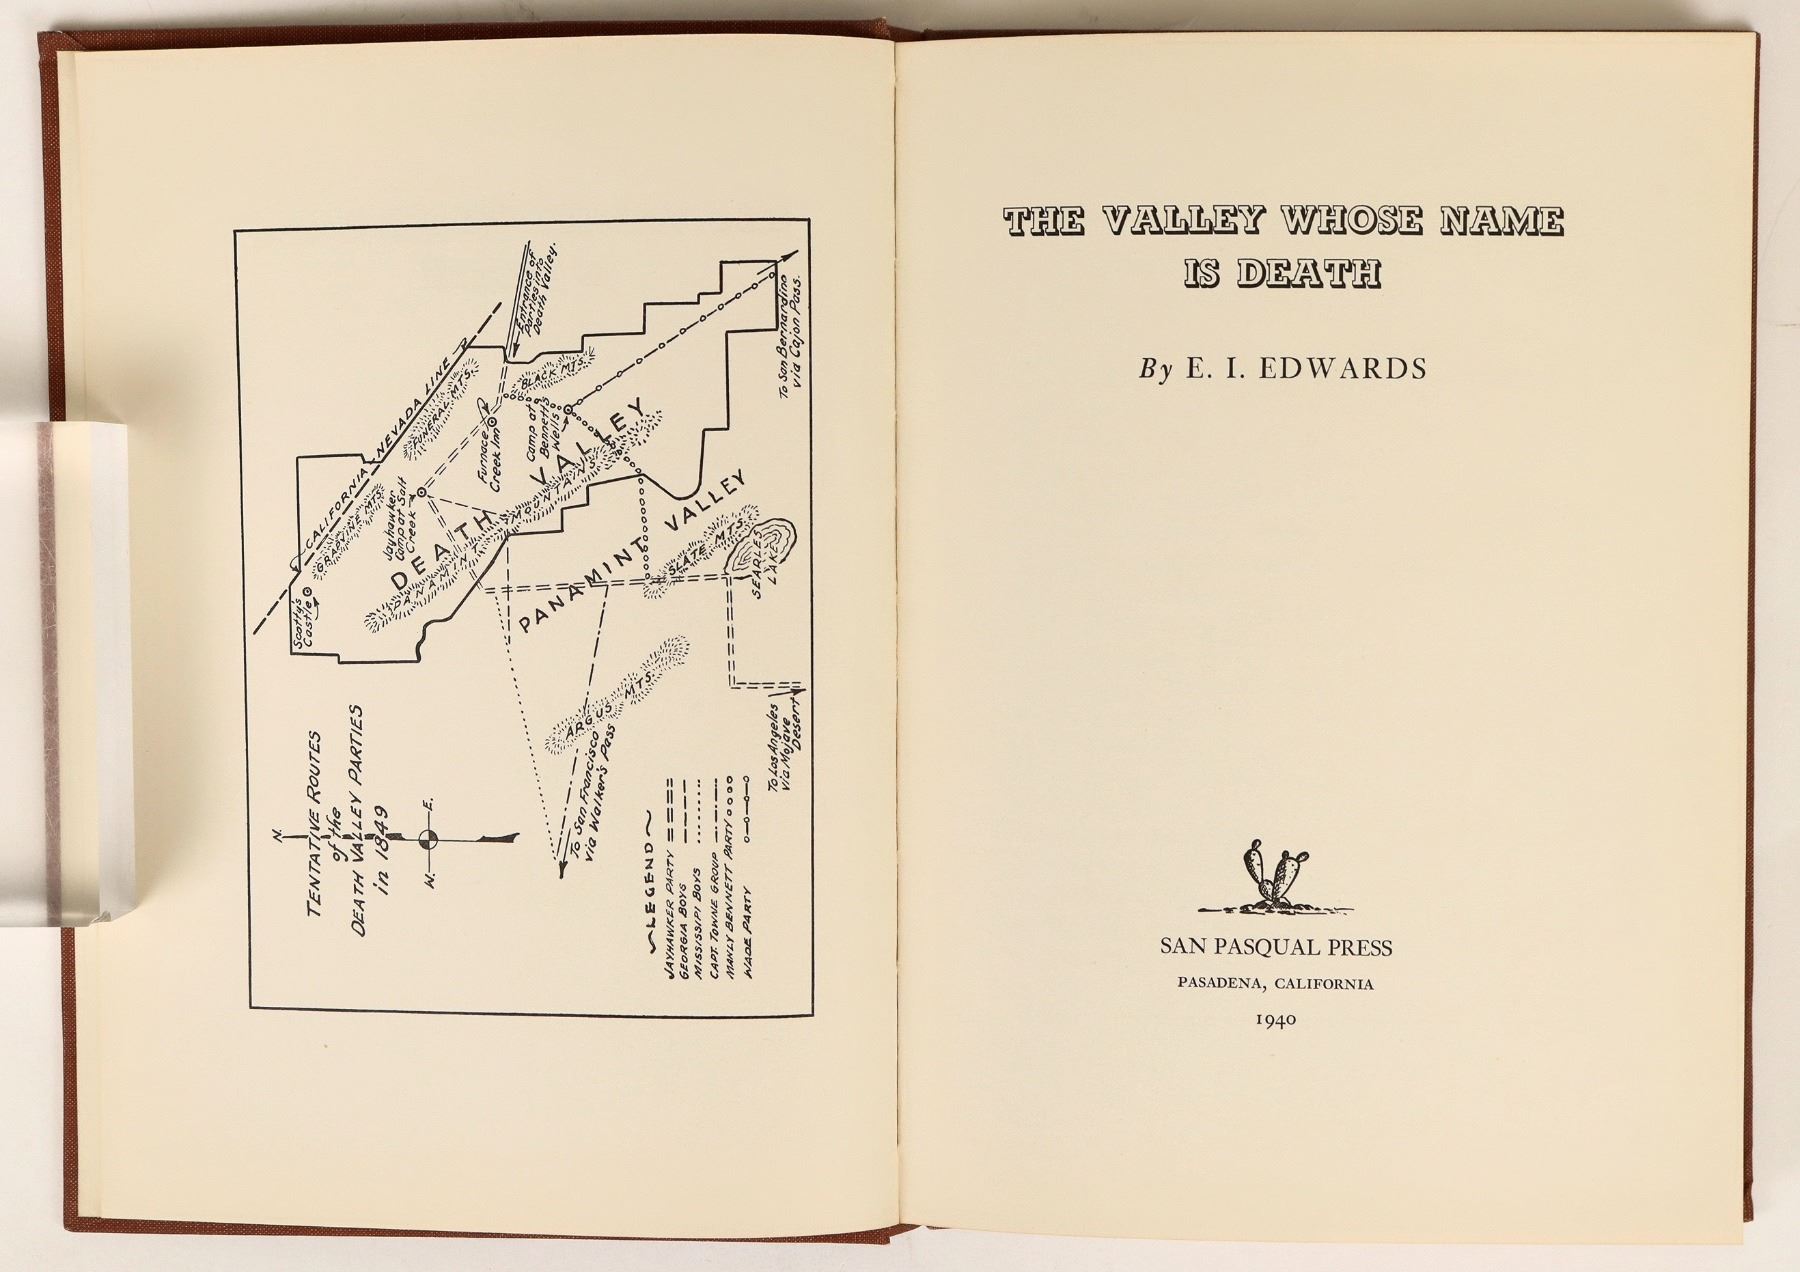 TENTATIVE ROUTES
of the
DEATH VALLEY PARTIES
in 1849
N.
W.
E.
Scotty's
Castle
CALIFORNIA NEVADA LINE
GRAPEVINE MTS.
FUNERAL MTS.
Jayhawker
Camp at Salt
Creek
Furnace
Creek Inn
Entrance of
Parties into
Death Valley.
BLACK MTS.
Camp at
Bennett's
Wells
DEATH VALLEY
PANAMINT MOUNTAINS
PANAMINT VALLEY
SLATE MTS.
SEARLES
LAKE
ARGUS MTS.
To San Francisco
via Walker's Pass
To San Bernardino
via Cajon Pass.
To Los Angeles
via Mojave
Desert
LEGEND
JAYHAWKER PARTY
GEORGIA BOYS
MISSISSIPI BOYS
CAPT. TOWNE GROUP
MANLY BENNETT PARTY
WADE PARTY
THE VALLEY WHOSE NAME
IS DEATH
By E. I. EDWARDS
SAN PASQUAL PRESS
PASADENA, CALIFORNIA
1940